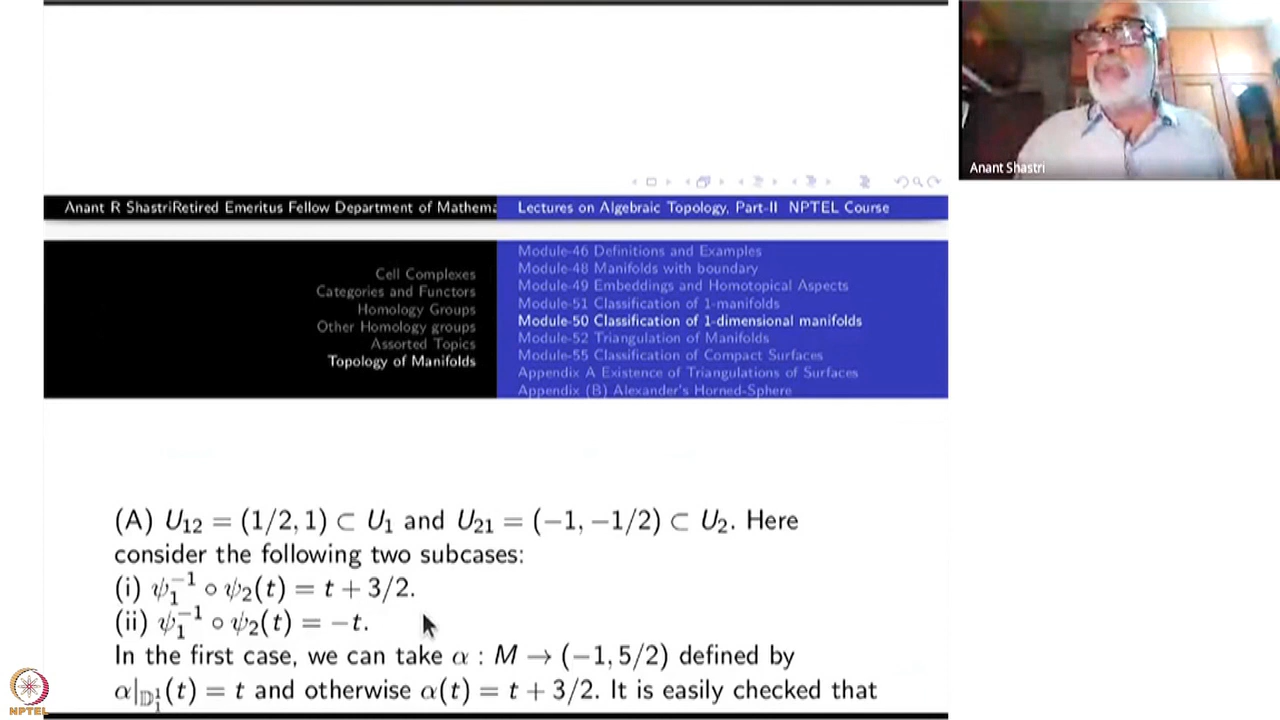 Anant Shastri
Anant R ShastriRetired Emeritus Fellow Department of Mathema
Lectures on Algebraic Topology, Part-II NPTEL Course
Cell Complexes
Categories and Functors
Homology Groups
Other Homology groups
Assorted Topics
Topology of Manifolds
Module-46 Definitions and Examples
Module-48 Manifolds with boundary
Module-49 Embeddings and Homotopical Aspects
Module-51 Classification of 1-manifolds
Module-50 Classification of 1-dimensional manifolds
Module-52 Triangulation of Manifolds
Module-55 Classification of Compact Surfaces
Appendix A Existence of Triangulations of Surfaces
Appendix (B) Alexander's Horned-Sphere
(A) U₁₂ = (1/2, 1) ⊂ U₁ and U₂₁ = (−1, −1/2) ⊂ U₂. Here
consider the following two subcases:
(i) ψ₁⁻¹ ∘ ψ₂(t) = t + 3/2.
(ii) ψ₁⁻¹ ∘ ψ₂(t) = −t.
In the first case, we can take α : M → (−1, 5/2) defined by
α|_{𝔻¹₁}(t) = t and otherwise α(t) = t + 3/2. It is easily checked that
NPTEL